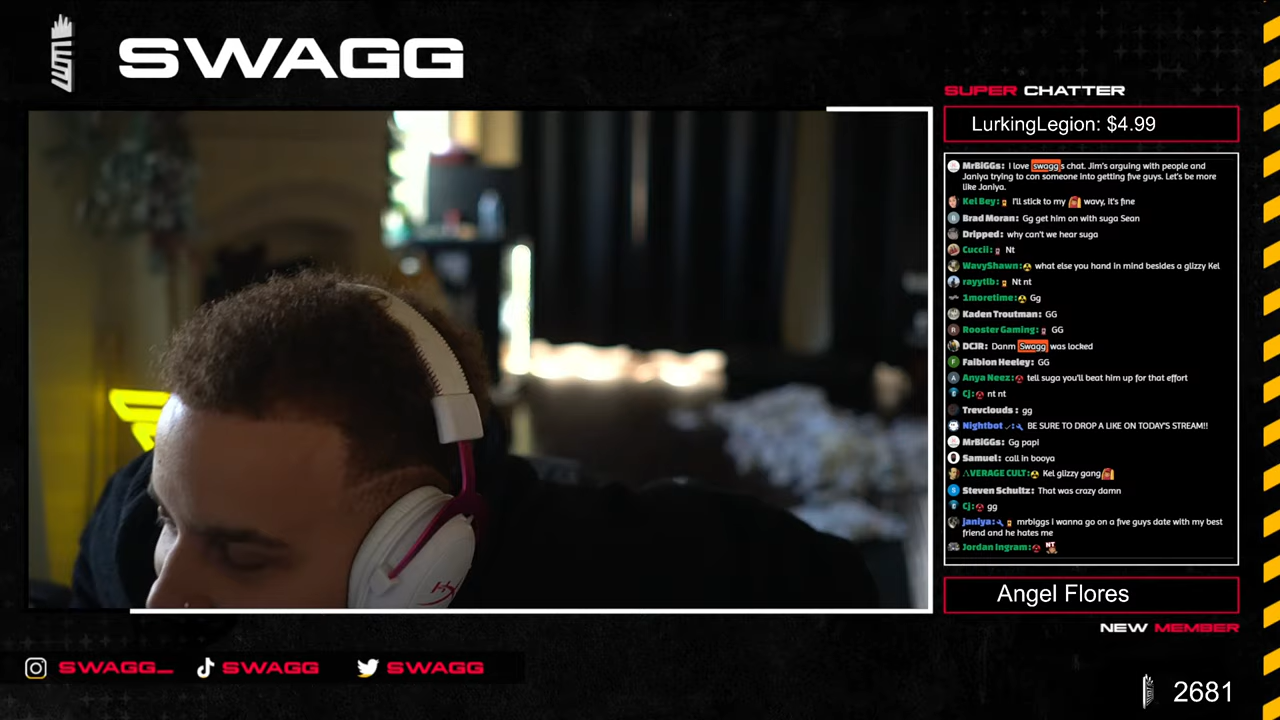 SWAGG
SUPER CHATTER
LurkingLegion: $4.99
MrBiGGs: I love swagg's chat. Jim's arguing with people and
Janiya trying to con someone into getting five guys. Let's be more
like Janiya.
Kel Bey: I'll stick to my wavy, it's fine
Brad Moran: Gg get him on with suga Sean
Dripped: why can't we hear suga
Cuccii: Nt
WavyShawn: what else you hand in mind besides a glizzy Kel
rayytlb: Nt nt
1moretime: Gg
Kaden Troutman: GG
Rooster Gaming: GG
DCJR: Danm Swagg was locked
Faibion Heeley: GG
Anya Neez: tell suga you'll beat him up for that effort
Cj: nt nt
Trevclouds: gg
Nightbot: BE SURE TO DROP A LIKE ON TODAY'S STREAM!!
MrBiGGs: Gg papi
Samuel: call in booya
ΛVERAGE CULT: Kel glizzy gang
Steven Schultz: That was crazy damn
Cj: gg
janiya: mrbiggs i wanna go on a five guys date with my best
friend and he hates me
Jordan Ingram: NT
Angel Flores
NEW MEMBER
SWAGG_ SWAGG SWAGG
2681